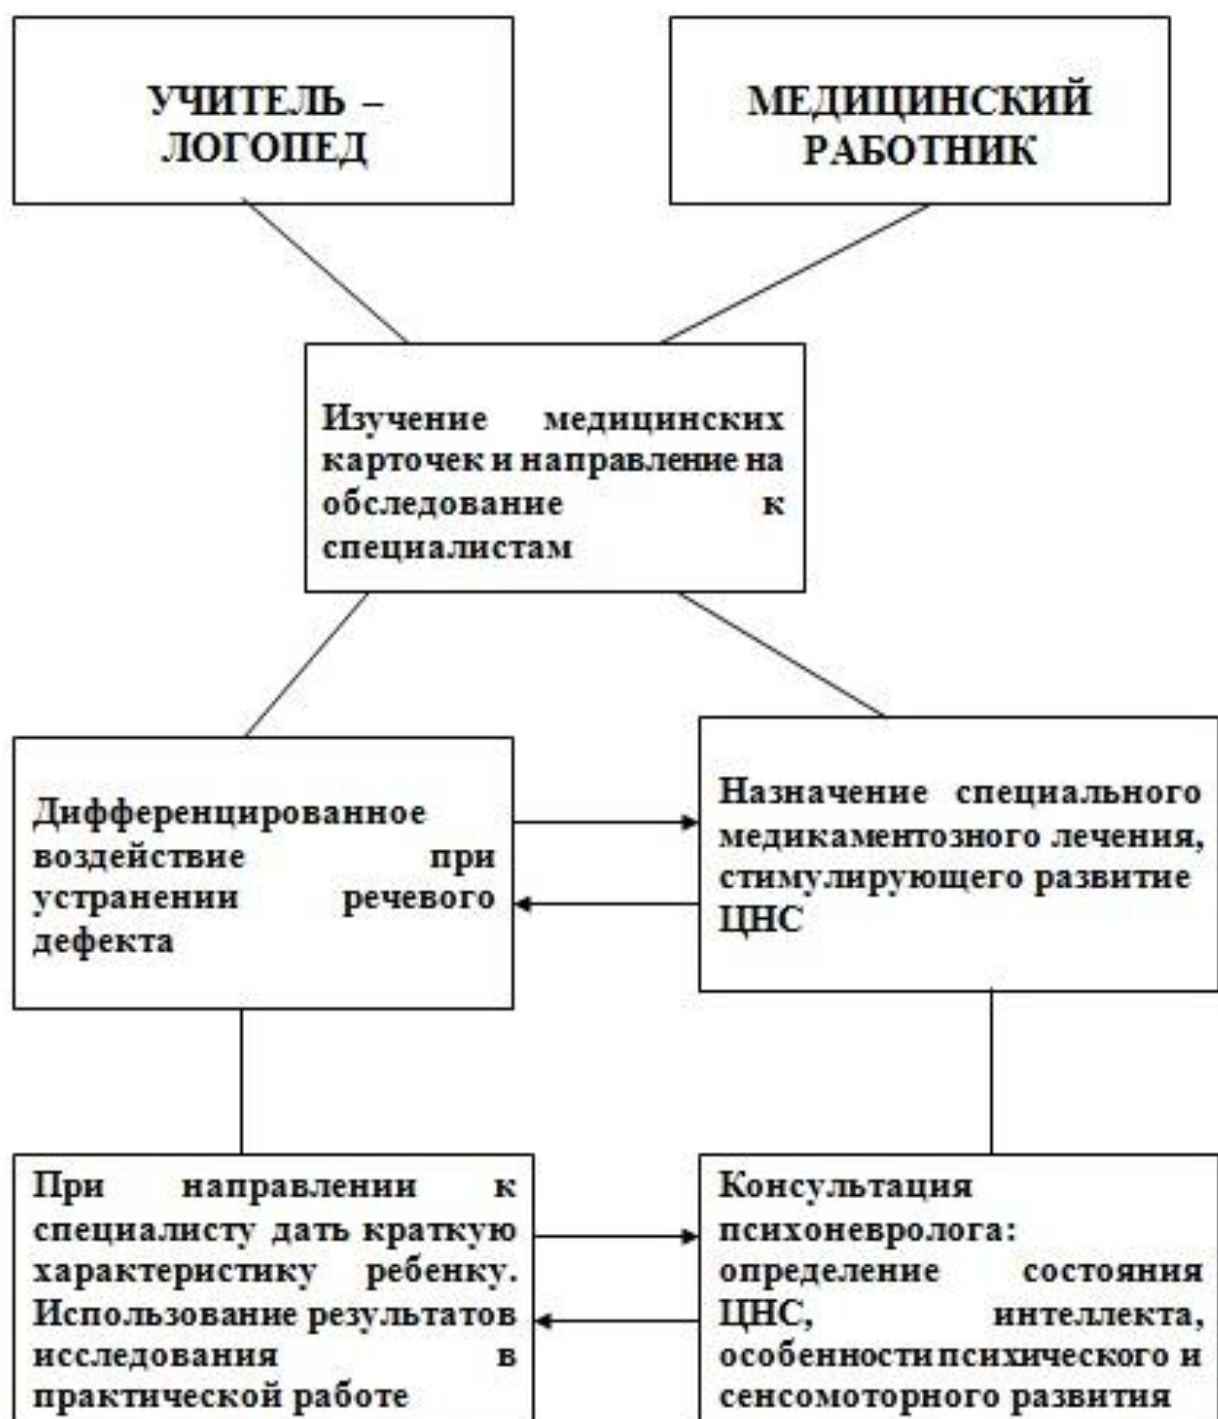 УЧИТЕЛЬ –
ЛОГОПЕД
МЕДИЦИНСКИЙ
РАБОТНИК
Изучение медицинских
карточек и направление на
обследование к
специалистам
Дифференцированное
воздействие при
устранении речевого
дефекта
Назначение специального
медикаментозного лечения,
стимулирующего развитие
ЦНС
При направлении к
специалисту дать краткую
характеристику ребенку.
Использование результатов
исследования в
практической работе
Консультация
психоневролога:
определение состояния
ЦНС, интеллекта,
особенности психического и
сенсомоторного развития